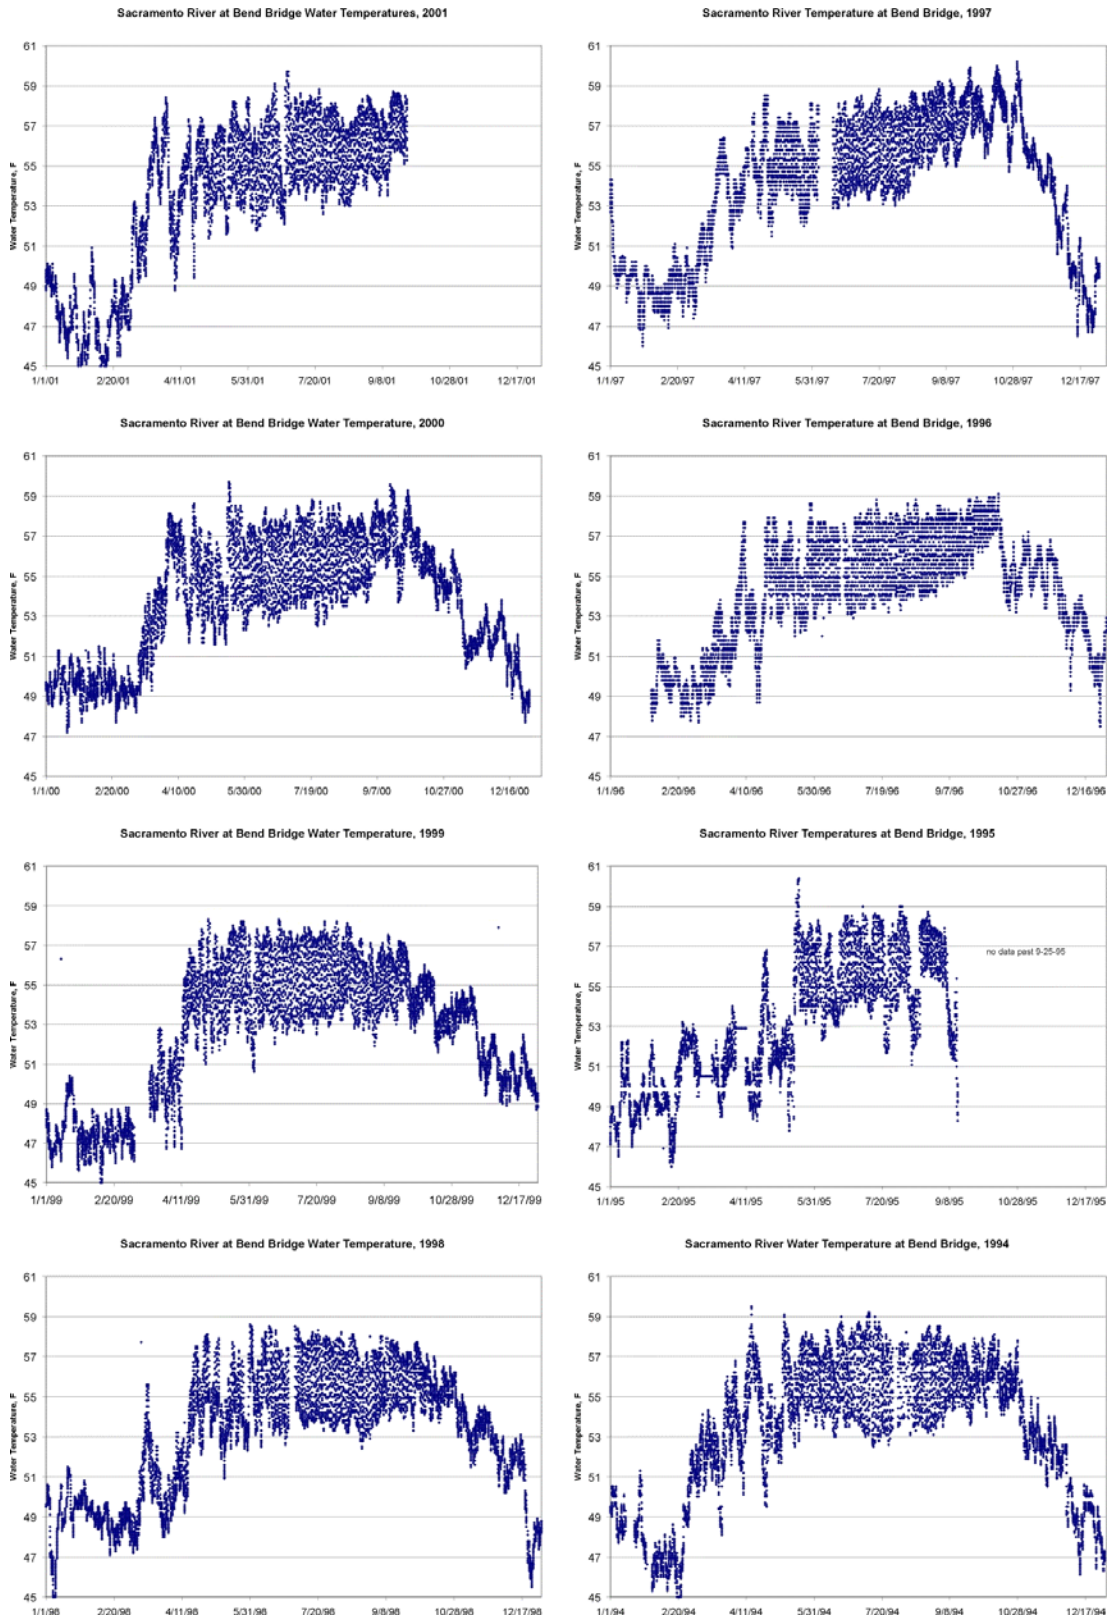 Sacramento River at Bend Bridge Water Temperatures, 2001
61
59
57
55
53
51
49
47
45
Water Temperature, F
1/1/01 2/20/01 4/11/01 5/31/01 7/20/01 9/8/01 10/28/01 12/17/01
Sacramento River Temperature at Bend Bridge, 1997
61
59
57
55
53
51
49
47
45
Water Temperature, F
1/1/97 2/20/97 4/11/97 5/31/97 7/20/97 9/8/97 10/28/97 12/17/97
Sacramento River at Bend Bridge Water Temperature, 2000
61
59
57
55
53
51
49
47
45
Water Temperature, F
1/1/00 2/20/00 4/10/00 5/30/00 7/19/00 9/7/00 10/27/00 12/16/00
Sacramento River Temperature at Bend Bridge, 1996
61
59
57
55
53
51
49
47
45
Water Temperature, F
1/1/96 2/20/96 4/10/96 5/30/96 7/19/96 9/7/96 10/27/96 12/16/96
Sacramento River at Bend Bridge Water Temperature, 1999
61
59
57
55
53
51
49
47
45
Water Temperature, F
1/1/99 2/20/99 4/11/99 5/31/99 7/20/99 9/8/99 10/28/99 12/17/99
Sacramento River Temperatures at Bend Bridge, 1995
61
59
57
55
53
51
49
47
45
Water Temperature, F
no data past 9-25-95
1/1/95 2/20/95 4/11/95 5/31/95 7/20/95 9/8/95 10/28/95 12/17/95
Sacramento River at Bend Bridge Water Temperature, 1998
61
59
57
55
53
51
49
47
45
Water Temperature, F
1/1/98 2/20/98 4/11/98 5/31/98 7/20/98 9/8/98 10/28/98 12/17/98
Sacramento River Water Temperature at Bend Bridge, 1994
61
59
57
55
53
51
49
47
45
Water Temperature, F
1/1/94 2/20/94 4/11/94 5/31/94 7/20/94 9/8/94 10/28/94 12/17/94